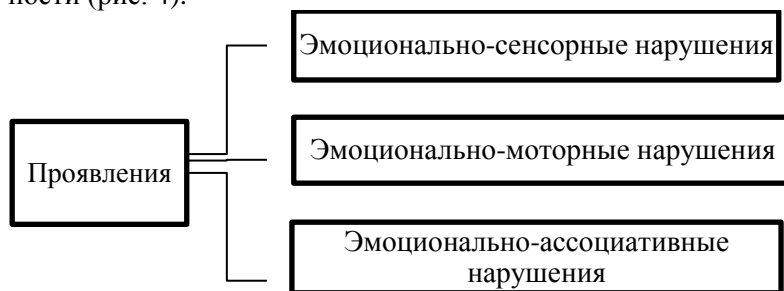 ности (рис. 4).
Эмоционально-сенсорные нарушения
Проявления
Эмоционально-моторные нарушения
Эмоционально-ассоциативные
нарушения